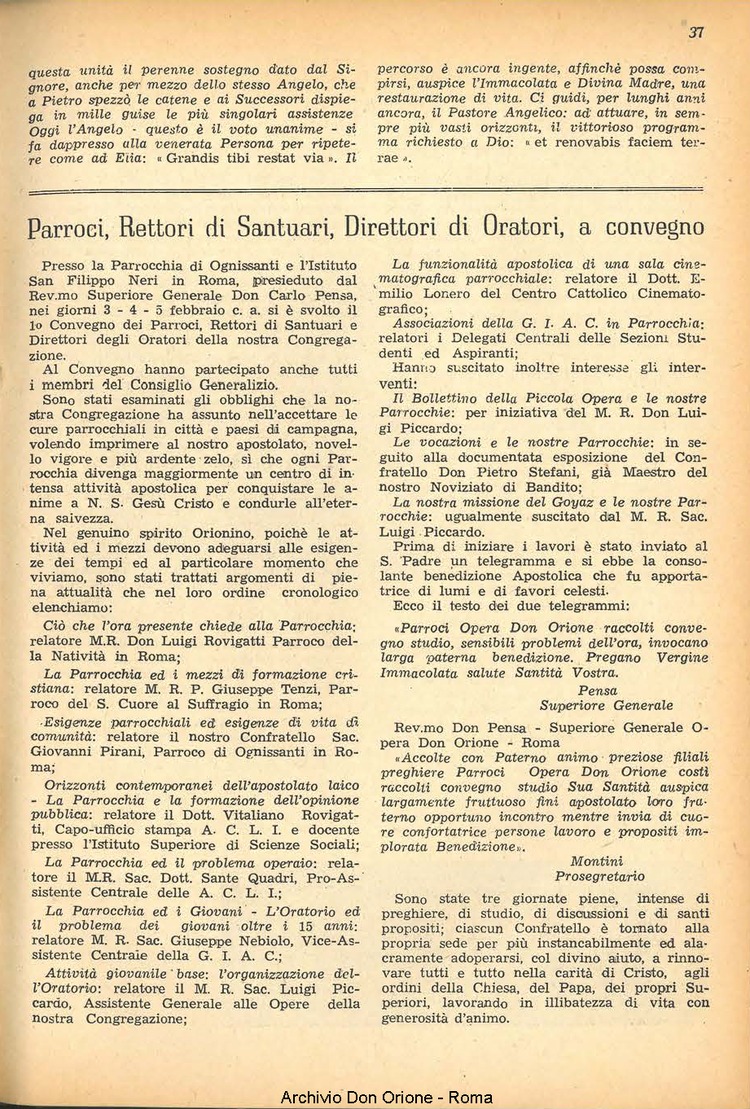 37
questa unità il perenne sostegno dato dal Si-
gnore, anche per mezzo dello stesso Angelo, che
a Pietro spezzò le catene e ai Successori dispie-
ga in mille guise le più singolari assistenze
Oggi l'Angelo - questo è il voto unanime - si
fa dappresso alla venerata Persona per ripete-
re come ad Elia: « Grandis tibi restat via ». Il
percorso è ancora ingente, affinchè possa com-
pirsi, auspice l'Immacolata e Divina Madre, una
restaurazione di vita. Ci guidi, per lunghi anni
ancora, il Pastore Angelico: ad attuare, in sem-
pre più vasti orizzonti, il vittorioso program-
ma richiesto a Dio: « et renovabis faciem ter-
rae ».
Parroci, Rettori di Santuari, Direttori di Oratori, a convegno
Presso la Parrocchia di Ognissanti e l'Istituto
San Filippo Neri in Roma, presieduto dal
Rev.mo Superiore Generale Don Carlo Pensa,
nei giorni 3 - 4 - 5 febbraio c. a. si è svolto il
1o Convegno dei Parroci, Rettori di Santuari e
Direttori degli Oratori della nostra Congrega-
zione.
Al Convegno hanno partecipato anche tutti
i membri del Consiglio Generalizio.
Sono stati esaminati gli obblighi che la no-
stra Congregazione ha assunto nell'accettare le
cure parrocchiali in città e paesi di campagna,
volendo imprimere al nostro apostolato, novel-
lo vigore e più ardente zelo, sì che ogni Par-
rocchia divenga maggiormente un centro di in-
tensa attività apostolica per conquistare le a-
nime a N. S. Gesù Cristo e condurle all'eter-
na salvezza.
Nel genuino spirito Orionino, poichè le at-
tività ed i mezzi devono adeguarsi alle esigen-
ze dei tempi ed al particolare momento che
viviamo, sono stati trattati argomenti di pie-
na attualità che nel loro ordine cronologico
elenchiamo:
Ciò che l'ora presente chiede alla Parrocchia:
relatore M.R. Don Luigi Rovigatti Parroco del-
la Natività in Roma;
La Parrocchia ed i mezzi di formazione cri-
stiana: relatore M. R. P. Giuseppe Tenzi, Par-
roco del S. Cuore al Suffragio in Roma;
Esigenze parrocchiali ed esigenze di vita di
comunità: relatore il nostro Confratello Sac.
Giovanni Pirani, Parroco di Ognissanti in Ro-
ma;
Orizzonti contemporanei dell'apostolato laico
- La Parrocchia e la formazione dell'opinione
pubblica: relatore il Dott. Vitaliano Rovigat-
ti, Capo-ufficio stampa A. C. L. I. e docente
presso l'Istituto Superiore di Scienze Sociali;
La Parrocchia ed il problema operaio: rela-
tore il M.R. Sac. Dott. Sante Quadri, Pro-As-
sistente Centrale delle A. C. L. I.;
La Parrocchia ed i Giovani - L'Oratorio ed
il problema dei giovani oltre i 15 anni:
relatore M. R. Sac. Giuseppe Nebiolo, Vice-As-
sistente Centrale della G. I. A. C.;
Attività giovanile base: l'organizzazione del-
l'Oratorio: relatore il M. R. Sac. Luigi Pic-
cardo, Assistente Generale alle Opere della
nostra Congregazione;
La funzionalità apostolica di una sala cine-
matografica parrocchiale: relatore il Dott. E-
milio Lonero del Centro Cattolico Cinemato-
grafico;
Associazioni della G. I. A. C. in Parrocchia:
relatori i Delegati Centrali delle Sezioni Stu-
denti ed Aspiranti;
Hanno suscitato inoltre interesse gli inter-
venti:
Il Bollettino della Piccola Opera e le nostre
Parrocchie: per iniziativa del M. R. Don Lui-
gi Piccardo;
Le vocazioni e le nostre Parrocchie: in se-
guito alla documentata esposizione del Con-
fratello Don Pietro Stefani, già Maestro del
nostro Noviziato di Bandito;
La nostra missione del Goyaz e le nostre Par-
rocchie: ugualmente suscitato dal M. R. Sac.
Luigi Piccardo.
Prima di iniziare i lavori è stato inviato al
S. Padre un telegramma e si ebbe la conso-
lante benedizione Apostolica che fu apporta-
trice di lumi e di favori celesti.
Ecco il testo dei due telegrammi:
«Parroci Opera Don Orione raccolti conve-
gno studio, sensibili problemi dell'ora, invocano
larga paterna benedizione. Pregano Vergine
Immacolata salute Santità Vostra.
Pensa
Superiore Generale
Rev.mo Don Pensa - Superiore Generale O-
pera Don Orione - Roma
«Accolte con Paterno animo preziose filiali
preghiere Parroci Opera Don Orione costì
raccolti convegno studio Sua Santità auspica
largamente fruttuoso fini apostolato loro fra-
terno opportuno incontro mentre invia di cuo-
re confortatrice persone lavoro e propositi im-
plorata Benedizione».
Montini
Prosegretario
Sono state tre giornate piene, intense di
preghiere, di studio, di discussioni e di santi
propositi; ciascun Confratello è tornato alla
propria sede per più instancabilmente ed ala-
cramente adoperarsi, col divino aiuto, a rinno-
vare tutti e tutto nella carità di Cristo, agli
ordini della Chiesa, del Papa, dei propri Su-
periori, lavorando in illibatezza di vita con
generosità d'animo.
Archivio Don Orione - Roma